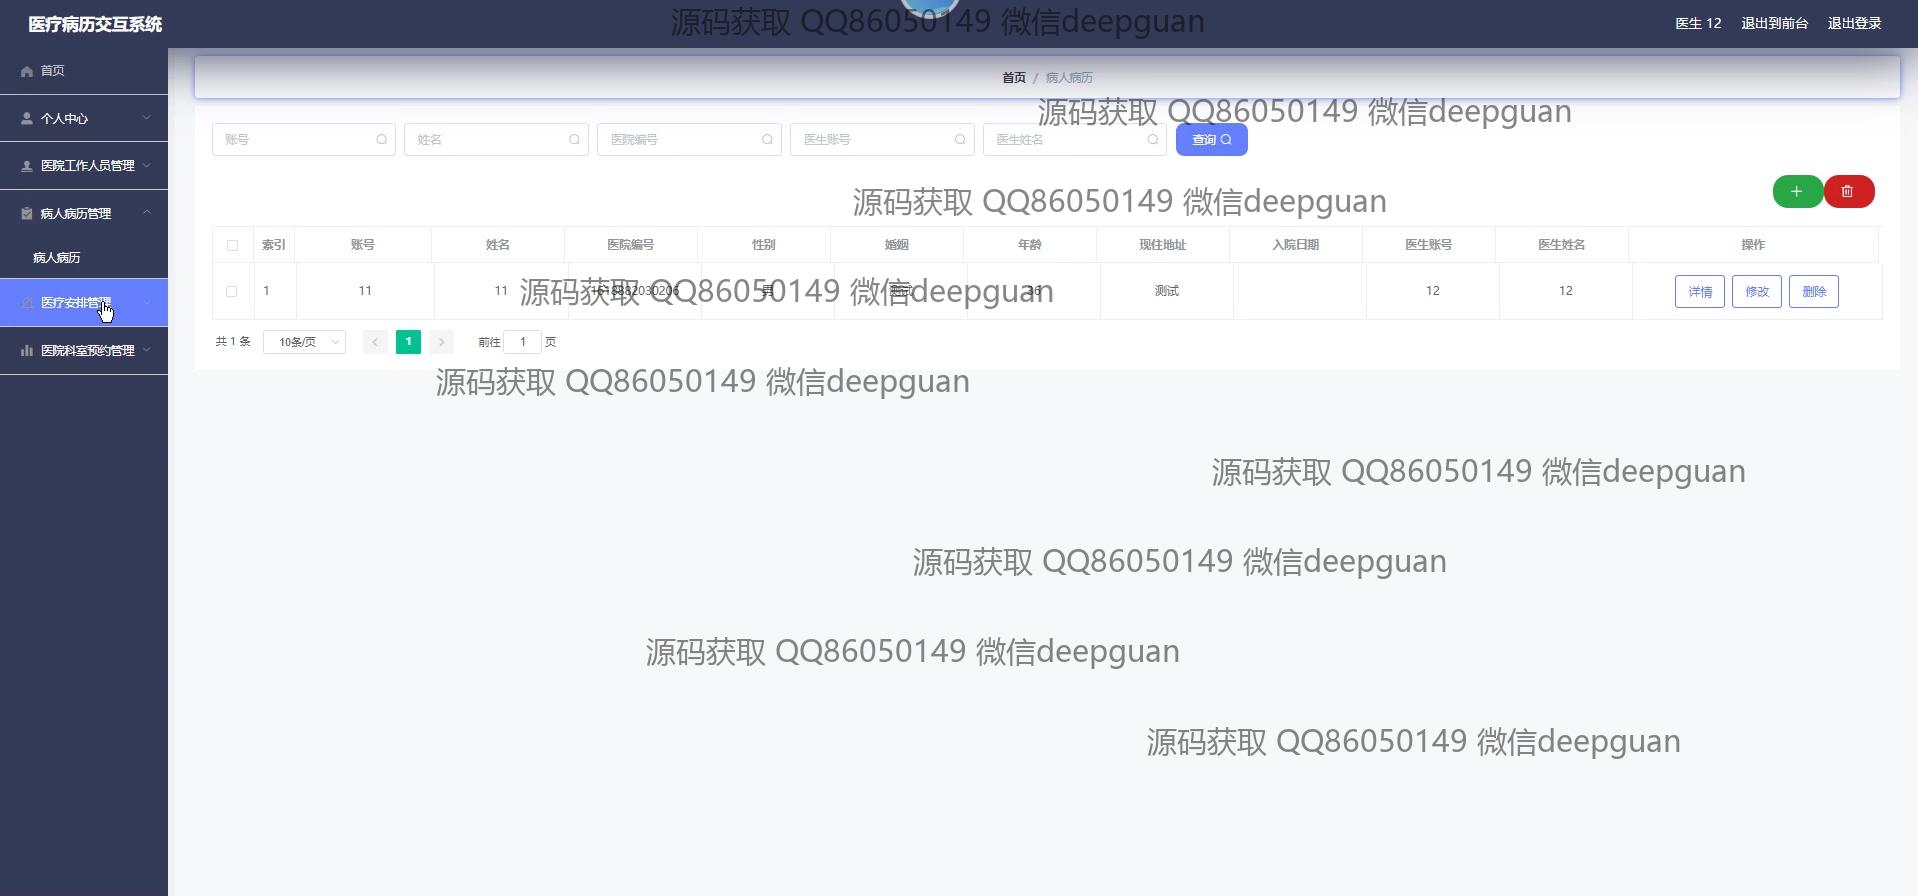 医疗病历交互系统
源码获取 QQ86050149 微信deepguan
医生 12 退出到前台 退出登录
首页
个人中心
医院工作人员管理
病人病历管理
病人病历
医疗安排管理
医院科室预约管理
首页 / 病人病历
源码获取 QQ86050149 微信deepguan
账号 姓名 医院编号 医生账号 医生姓名 查询
源码获取 QQ86050149 微信deepguan
索引 账号 姓名 医院编号 性别 婚姻 年龄 现住地址 入院日期 医生账号 医生姓名 操作
1 11 11 男 测试 测试 12 12 详情 修改 删除
源码获取 QQ86050149 微信deepguan
共 1 条 10条/页 1 前往 1 页
源码获取 QQ86050149 微信deepguan
源码获取 QQ86050149 微信deepguan
源码获取 QQ86050149 微信deepguan
源码获取 QQ86050149 微信deepguan
源码获取 QQ86050149 微信deepguan